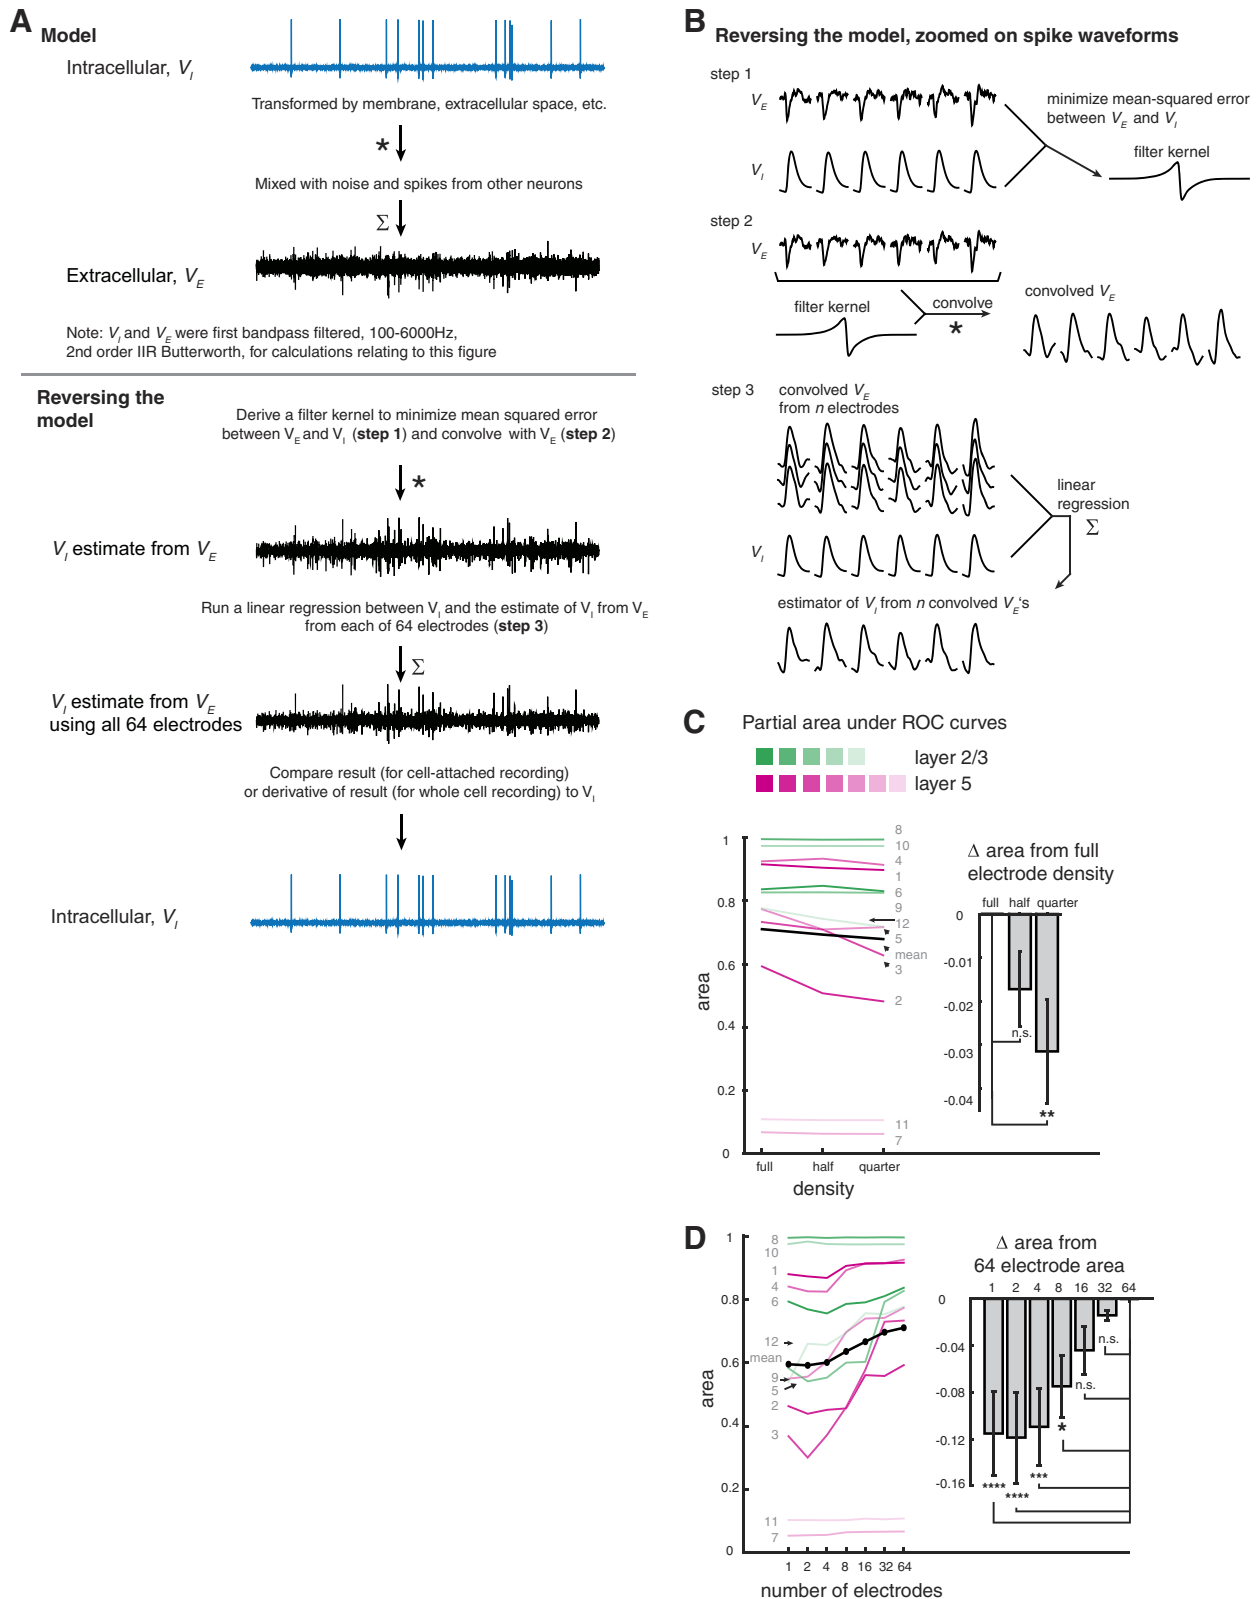 A
Model
Intracellular, V_I
Transformed by membrane, extracellular space, etc.
*
Mixed with noise and spikes from other neurons
Σ
Extracellular, V_E
Note: V_I and V_E were first bandpass filtered, 100-6000Hz,
2nd order IIR Butterworth, for calculations relating to this figure
Reversing the
model
Derive a filter kernel to minimize mean squared error
between V_E and V_I (step 1) and convolve with V_E (step 2)
*
V_I estimate from V_E
Run a linear regression between V_I and the estimate of V_I from V_E
from each of 64 electrodes (step 3)
Σ
V_I estimate from V_E
using all 64 electrodes
Compare result (for cell-attached recording)
or derivative of result (for whole cell recording) to V_I
Intracellular, V_I
B
Reversing the model, zoomed on spike waveforms
step 1
V_E
V_I
minimize mean-squared error
between V_E and V_I
filter kernel
step 2
V_E
filter kernel
convolve
*
convolved V_E
step 3
convolved V_E
from n electrodes
V_I
linear
regression
Σ
estimator of V_I from n convolved V_E's
C
Partial area under ROC curves
layer 2/3
layer 5
area
1
0.8
0.6
0.4
0.2
0
8
10
4
1
6
9
12
5
mean
3
2
11
7
full half quarter
density
Δ area from full
electrode density
full half quarter
0
-0.01
-0.02
-0.03
-0.04
n.s.
**
D
area
1
0.8
0.6
0.4
0.2
0
8
10
1
4
6
12
mean
9
5
2
3
11
7
1 2 4 8 16 32 64
number of electrodes
Δ area from
64 electrode area
1 2 4 8 16 32 64
0
-0.04
-0.08
-0.12
-0.16
n.s.
n.s.
*
***
****
****